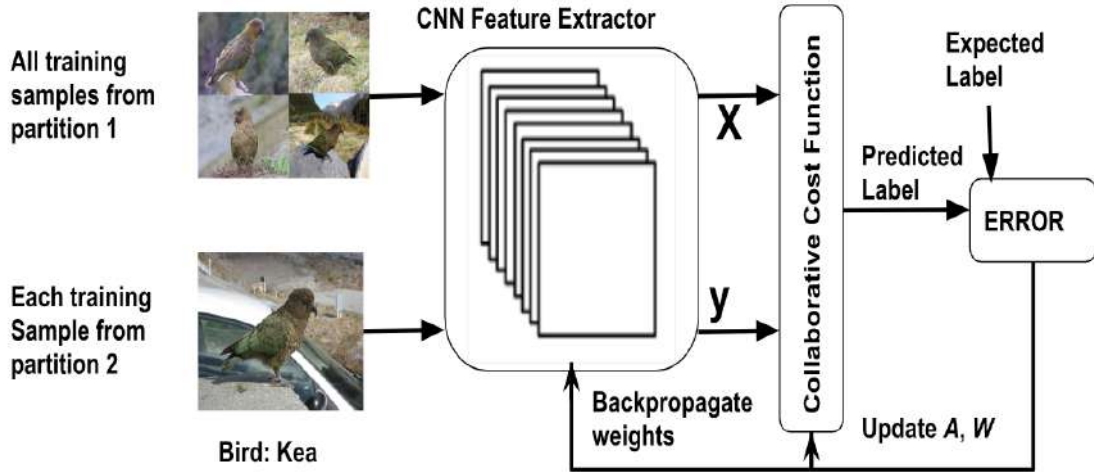 CNN Feature Extractor
All training
samples from
partition 1
X
Collaborative Cost Function
Expected
Label
Predicted
Label
ERROR
Each training
Sample from
partition 2
y
Backpropagate
weights
Update A, W
Bird: Kea